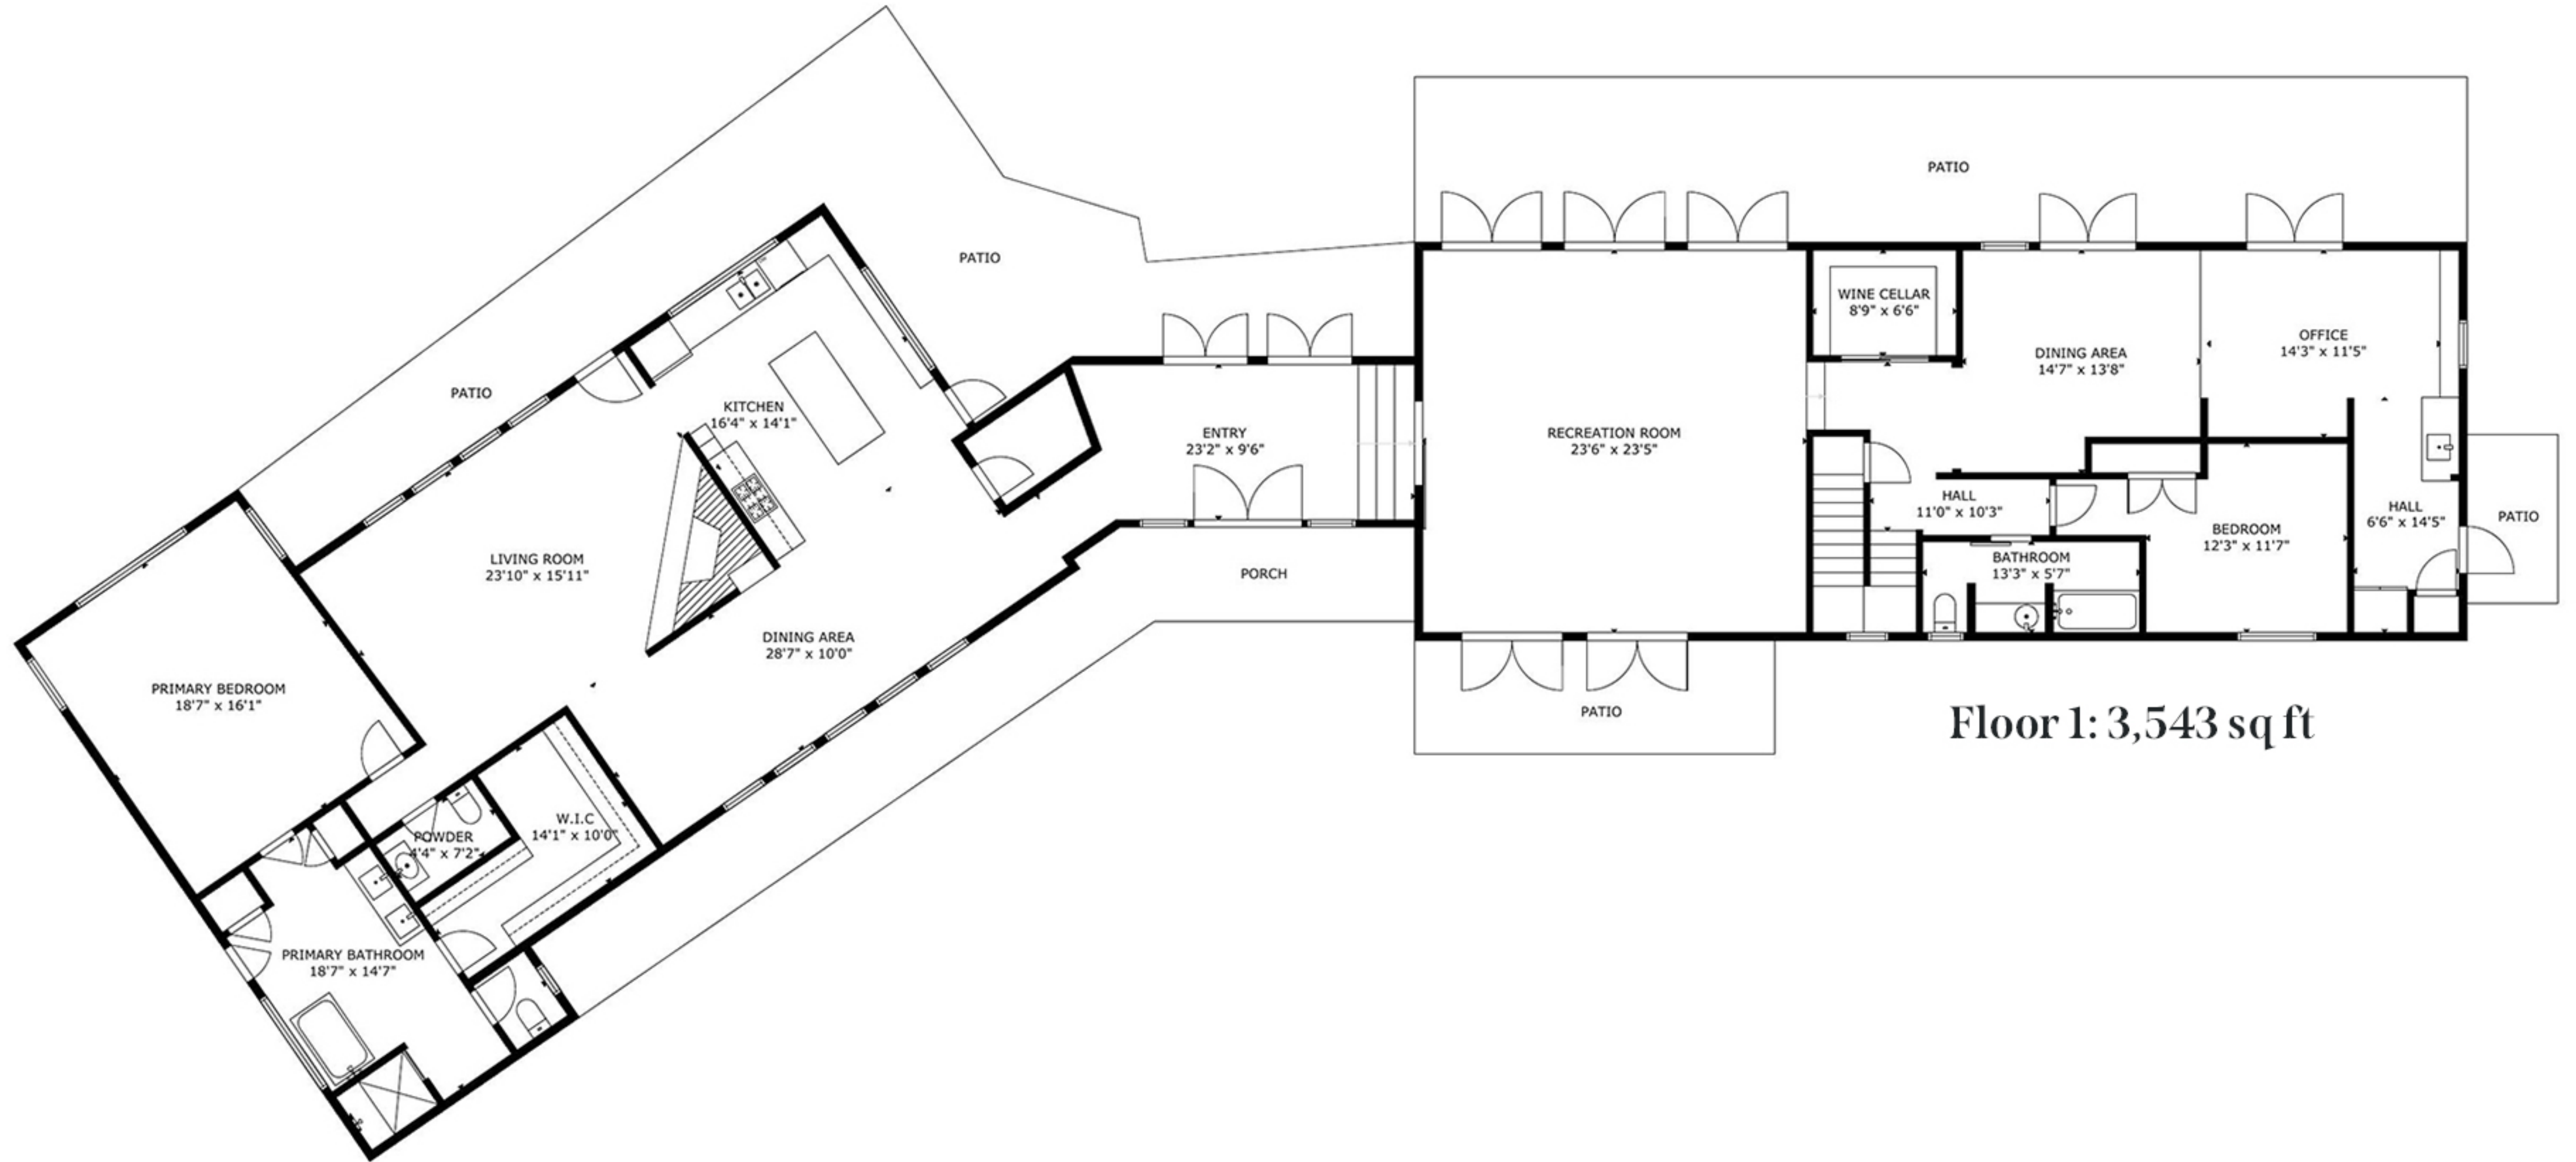 PATIO
PATIO
PATIO
KITCHEN
16'4" x 14'1"
LIVING ROOM
23'10" x 15'11"
DINING AREA
28'7" x 10'0"
PRIMARY BEDROOM
18'7" x 16'1"
POWDER
4'4" x 7'2"
W.I.C
14'1" x 10'0"
PRIMARY BATHROOM
18'7" x 14'7"
ENTRY
23'2" x 9'6"
PORCH
RECREATION ROOM
23'6" x 23'5"
WINE CELLAR
8'9" x 6'6"
DINING AREA
14'7" x 13'8"
OFFICE
14'3" x 11'5"
HALL
11'0" x 10'3"
BATHROOM
13'3" x 5'7"
BEDROOM
12'3" x 11'7"
HALL
6'6" x 14'5"
PATIO
PATIO
Floor 1: 3,543 sq ft